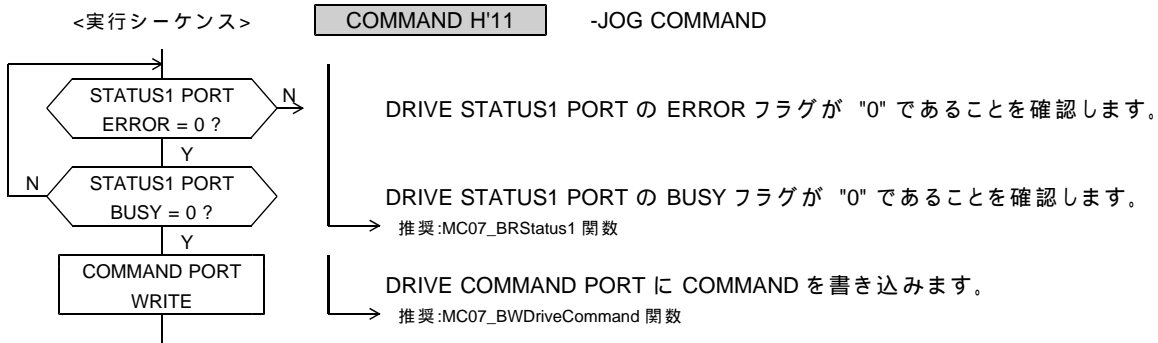 <実行シーケンス>
COMMAND H'11
-JOG COMMAND
STATUS1 PORT
ERROR = 0 ?
N
DRIVE STATUS1 PORT の ERROR フラグが "0" であることを確認します。
Y
N
STATUS1 PORT
BUSY = 0 ?
DRIVE STATUS1 PORT の BUSY フラグが "0" であることを確認します。
推奨:MC07_BRStatus1 関数
Y
COMMAND PORT
WRITE
DRIVE COMMAND PORT に COMMAND を書き込みます。
推奨:MC07_BWDriveCommand 関数